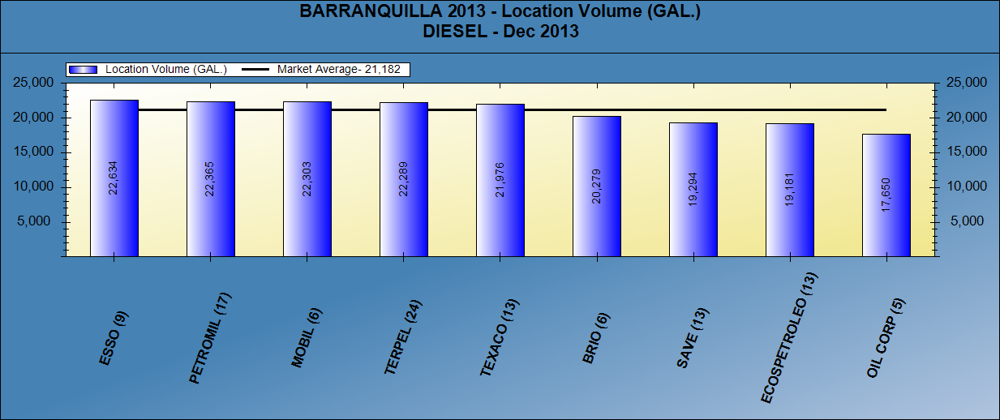 BARRANQUILLA 2013 - Location Volume (GAL.)
DIESEL - Dec 2013
Location Volume (GAL.) Market Average- 21,182
25,000 25,000
20,000 20,000
15,000 15,000
10,000 10,000
5,000 5,000
22,634 22,365 22,303 22,289 21,976 20,279 19,294 19,181 17,650
ESSO (9)
PETROMIL (17)
MOBIL (6)
TERPEL (24)
TEXACO (13)
BRIO (6)
SAVE (13)
ECOSPETROLEO (13)
OIL CORP (5)